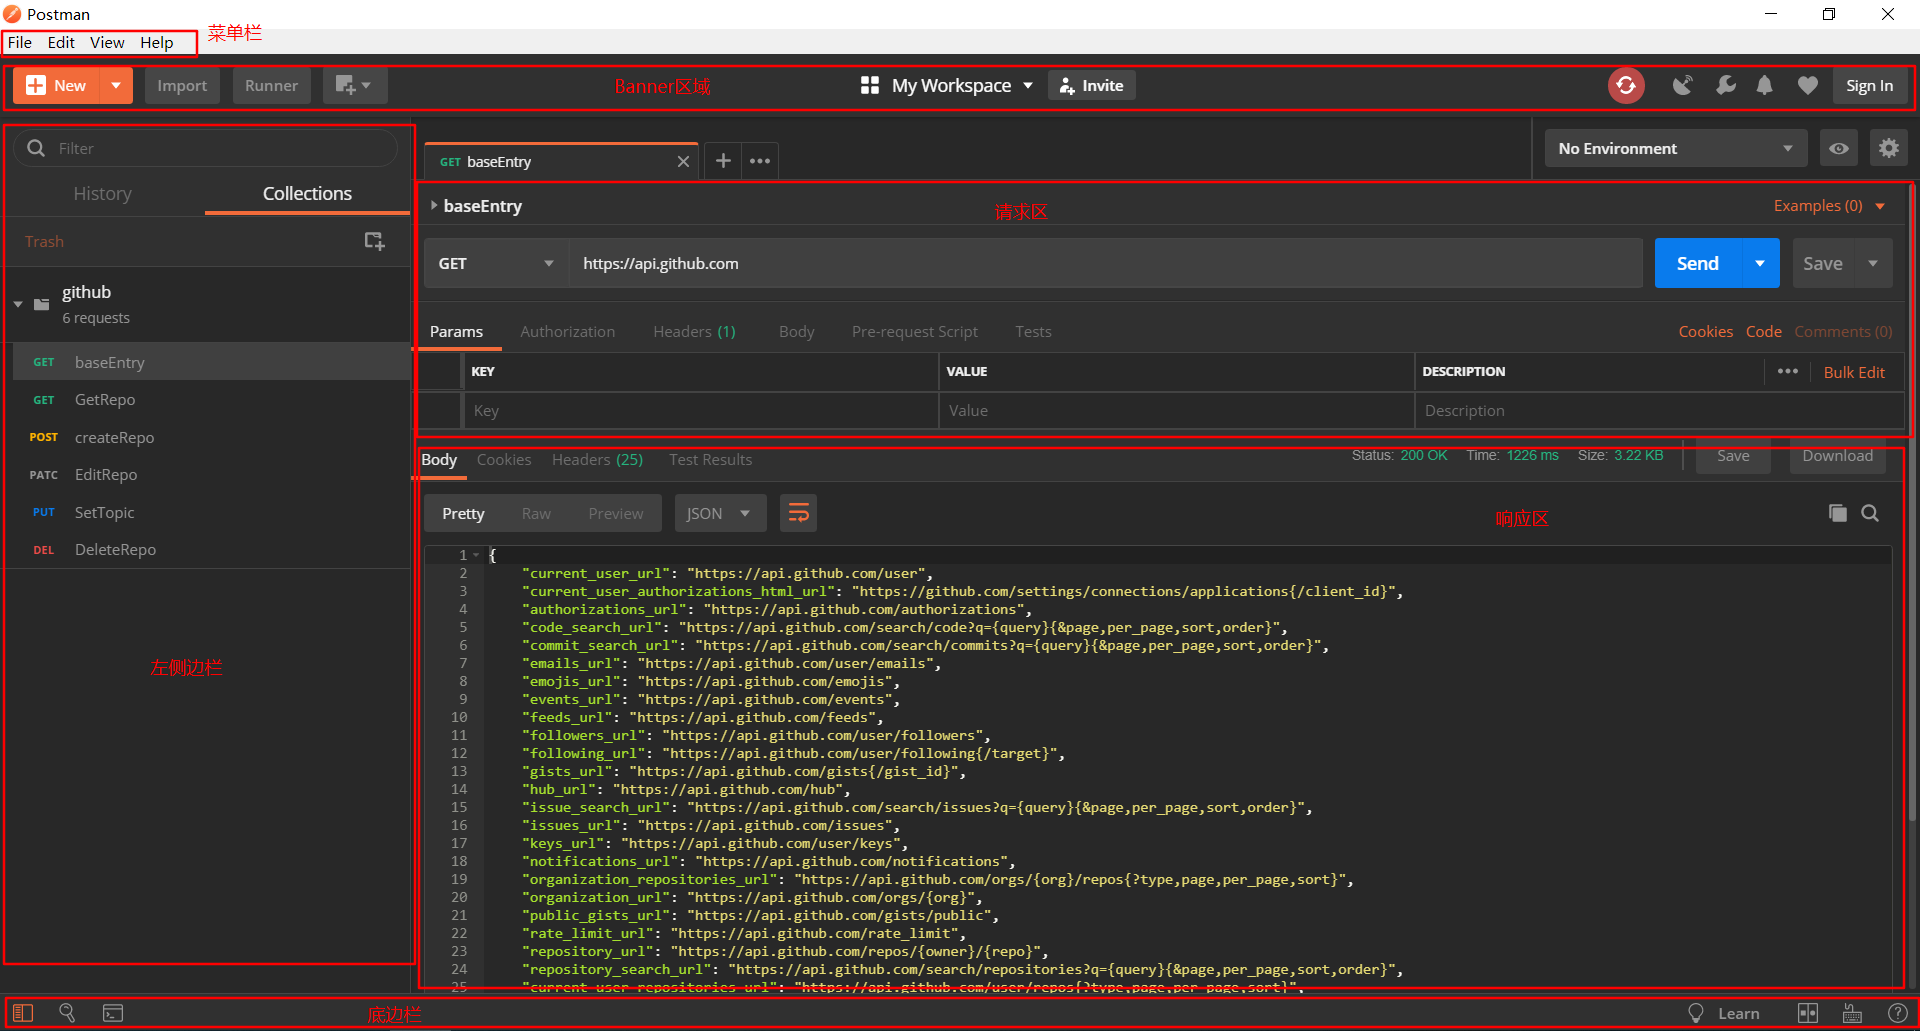 Postman
File Edit View Help 菜单栏
New Import Runner Banner区域 My Workspace Invite Sign In
Filter
History Collections
Trash
github
6 requests
GET baseEntry
GET GetRepo
POST createRepo
PATC EditRepo
PUT SetTopic
DEL DeleteRepo
左侧边栏
GET baseEntry No Environment
baseEntry 请求区 Examples (0)
GET https://api.github.com Send Save
Params Authorization Headers (1) Body Pre-request Script Tests Cookies Code Comments (0)
KEY VALUE DESCRIPTION Bulk Edit
Key Value Description
Body Cookies Headers (25) Test Results Status: 200 OK Time: 1226 ms Size: 3.22 KB Save Download
Pretty Raw Preview JSON 响应区
1 {
2 "current_user_url": "https://api.github.com/user",
3 "current_user_authorizations_html_url": "https://github.com/settings/connections/applications{/client_id}",
4 "authorizations_url": "https://api.github.com/authorizations",
5 "code_search_url": "https://api.github.com/search/code?q={query}{&page,per_page,sort,order}",
6 "commit_search_url": "https://api.github.com/search/commits?q={query}{&page,per_page,sort,order}",
7 "emails_url": "https://api.github.com/user/emails",
8 "emojis_url": "https://api.github.com/emojis",
9 "events_url": "https://api.github.com/events",
10 "feeds_url": "https://api.github.com/feeds",
11 "followers_url": "https://api.github.com/user/followers",
12 "following_url": "https://api.github.com/user/following{/target}",
13 "gists_url": "https://api.github.com/gists{/gist_id}",
14 "hub_url": "https://api.github.com/hub",
15 "issue_search_url": "https://api.github.com/search/issues?q={query}{&page,per_page,sort,order}",
16 "issues_url": "https://api.github.com/issues",
17 "keys_url": "https://api.github.com/user/keys",
18 "notifications_url": "https://api.github.com/notifications",
19 "organization_repositories_url": "https://api.github.com/orgs/{org}/repos{?type,page,per_page,sort}",
20 "organization_url": "https://api.github.com/orgs/{org}",
21 "public_gists_url": "https://api.github.com/gists/public",
22 "rate_limit_url": "https://api.github.com/rate_limit",
23 "repository_url": "https://api.github.com/repos/{owner}/{repo}",
24 "repository_search_url": "https://api.github.com/search/repositories?q={query}{&page,per_page,sort,order}",
25 "current_user_repositories_url": "https://api.github.com/user/repos{?type,page,per_page,sort}",
底边栏 Learn